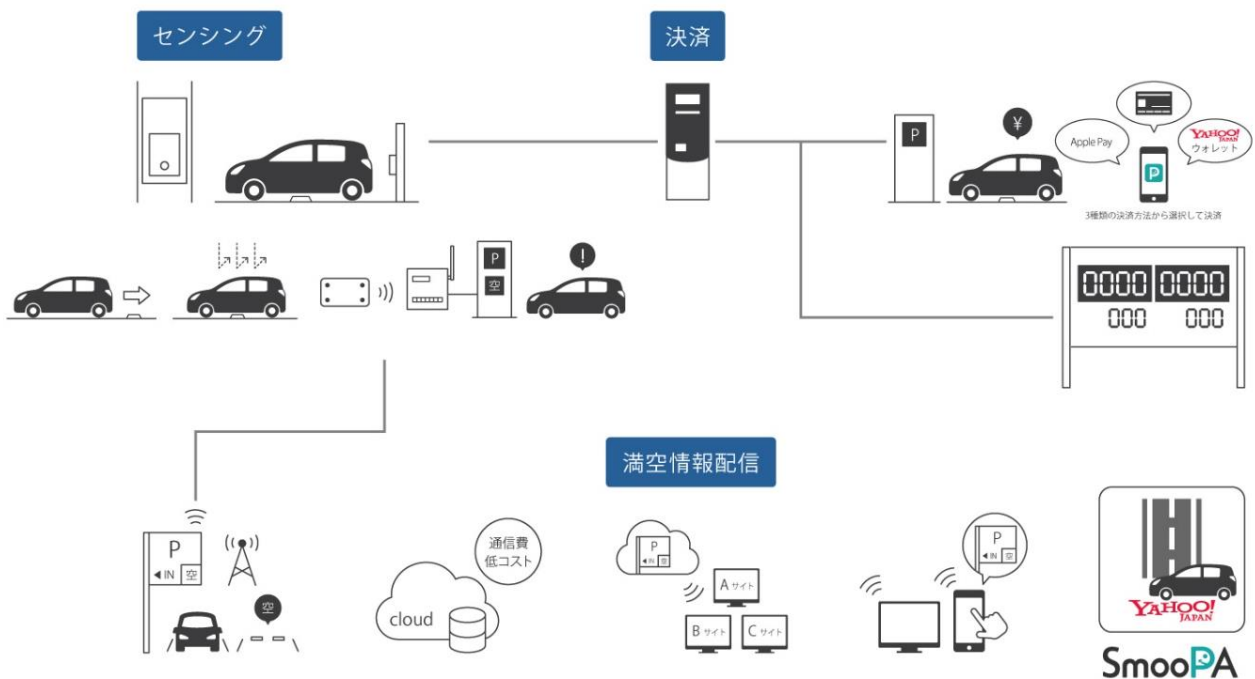 センシング
決済
P
¥
Apple Pay
YAHOO!
JAPAN
ウォレット
P
3種類の決済方法から選択して決済
P
空
!
0000 0000
000 000
満空情報配信
P
◀IN 空
空
通信費
低コスト
cloud
P
◀IN 空
Aサイト
Bサイト
Cサイト
P
◀IN 空
YAHOO!
JAPAN
SmooPA